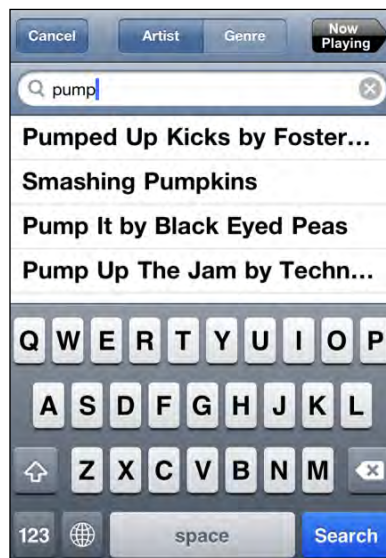 Cancel Artist Genre Now Playing
pump
Pumped Up Kicks by Foster...
Smashing Pumpkins
Pump It by Black Eyed Peas
Pump Up The Jam by Techn...
Q W E R T Y U I O P
A S D F G H J K L
Z X C V B N M
123 space Search